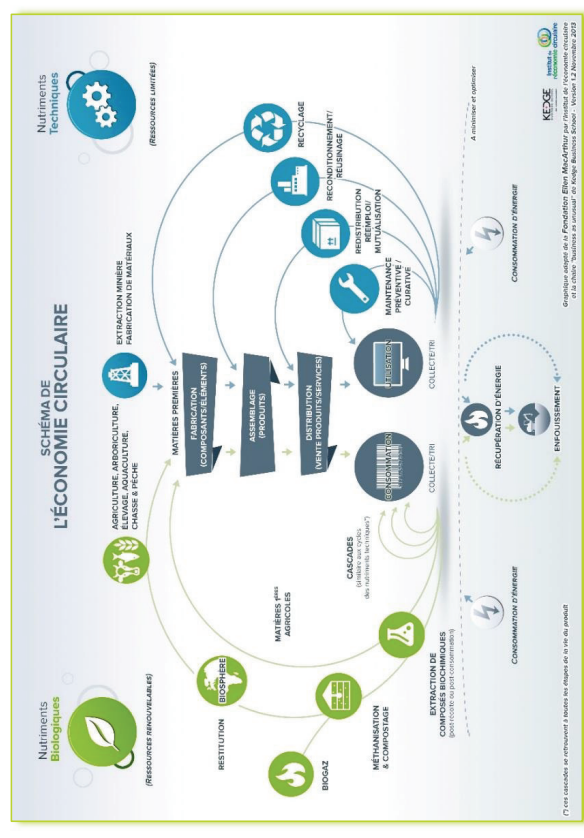 SCHÉMA DE
L'ÉCONOMIE CIRCULAIRE
Nutriments
Biologiques
(RESSOURCES RENOUVELABLES)
Nutriments
Techniques
(RESSOURCES LIMITÉES)
AGRICULTURE, ARBORICULTURE,
ÉLEVAGE, AQUACULTURE,
CHASSE & PÊCHE
EXTRACTION MINIÈRE
FABRICATION DE MATÉRIAUX
MATIÈRES PREMIÈRES
FABRICATION
(COMPOSANTS/ÉLÉMENTS)
ASSEMBLAGE
(PRODUITS)
DISTRIBUTION
(VENTE PRODUITS/SERVICES)
CONSOMMATION
UTILISATION
COLLECTE/TRI
COLLECTE/TRI
RESTITUTION
BIOSPHÈRE
BIOGAZ
MÉTHANISATION
& COMPOSTAGE
MATIÈRES 1ÈRES
AGRICOLES
CASCADES
(similaire aux cycles
des nutriments techniques*)
EXTRACTION DE
COMPOSÉS BIOCHIMIQUES
(post-récolte ou post-consommation)
RECYCLAGE
RECONDITIONNEMENT/
RÉUSINAGE
REDISTRIBUTION
RÉEMPLOI/
MUTUALISATION
MAINTENANCE
PRÉVENTIVE /
CURATIVE
A minimiser et optimiser
CONSOMMATION D'ÉNERGIE
CONSOMMATION D'ÉNERGIE
RÉCUPÉRATION D'ÉNERGIE
ENFOUISSEMENT
(*) ces cascades se retrouvent à toutes les étapes de la vie du produit
KEDGE
Institut de
l'économie circulaire
Graphique adapté de la Fondation Ellen MacArthur par l'Institut de l'économie circulaire
et la chaire "business as unusual" de Kedge Business School - Version 1.2 Novembre 2013